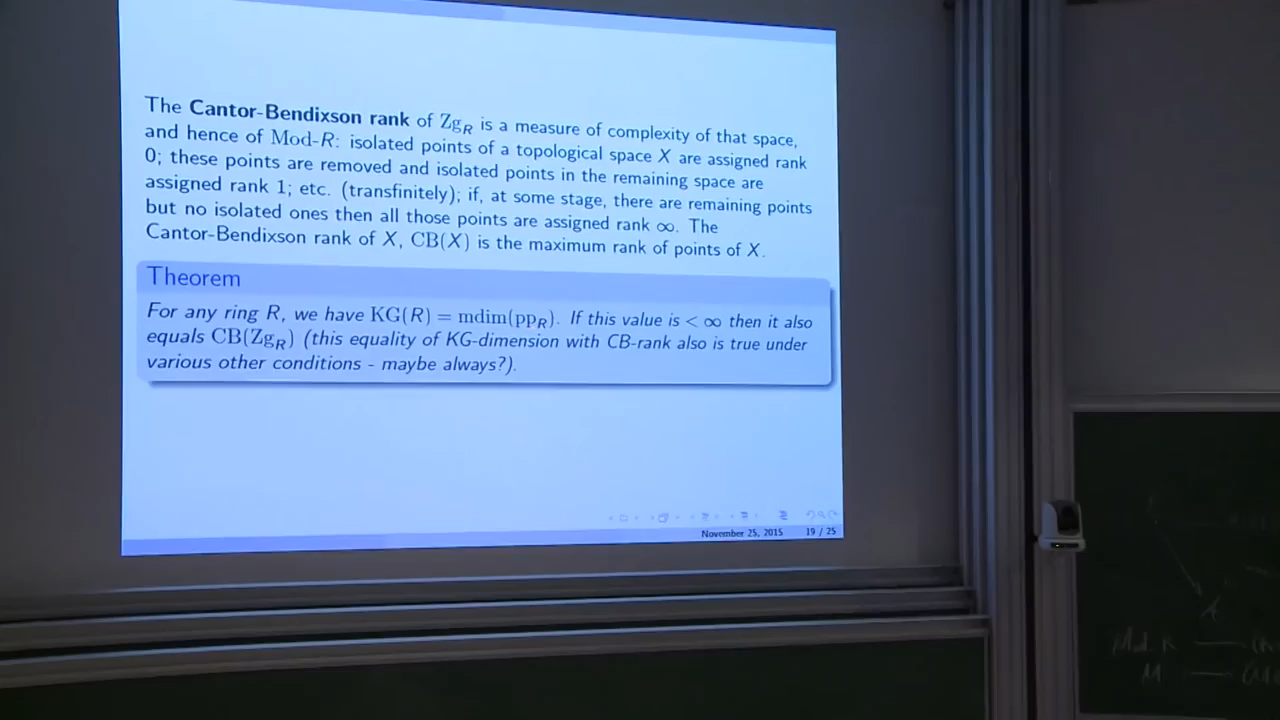 The Cantor-Bendixson rank of Zg_R is a measure of complexity of that space,
and hence of Mod-R: isolated points of a topological space X are assigned rank
0; these points are removed and isolated points in the remaining space are
assigned rank 1; etc. (transfinitely); if, at some stage, there are remaining points
but no isolated ones then all those points are assigned rank ∞. The
Cantor-Bendixson rank of X, CB(X) is the maximum rank of points of X.
Theorem
For any ring R, we have KG(R) = mdim(pp_R). If this value is < ∞ then it also
equals CB(Zg_R) (this equality of KG-dimension with CB-rank also is true under
various other conditions - maybe always?).
November 25, 2015 19 / 25